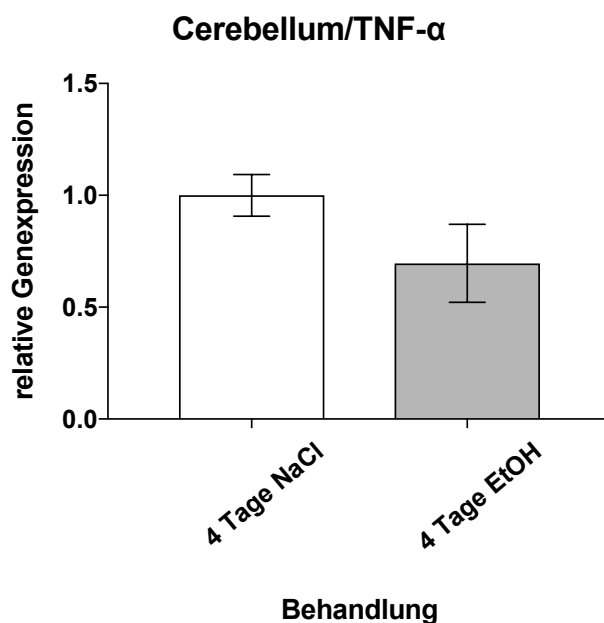 Cerebellum/TNF-α
relative Genexpression
1.5
1.0
0.5
0.0
4 Tage NaCl
4 Tage EtOH
Behandlung